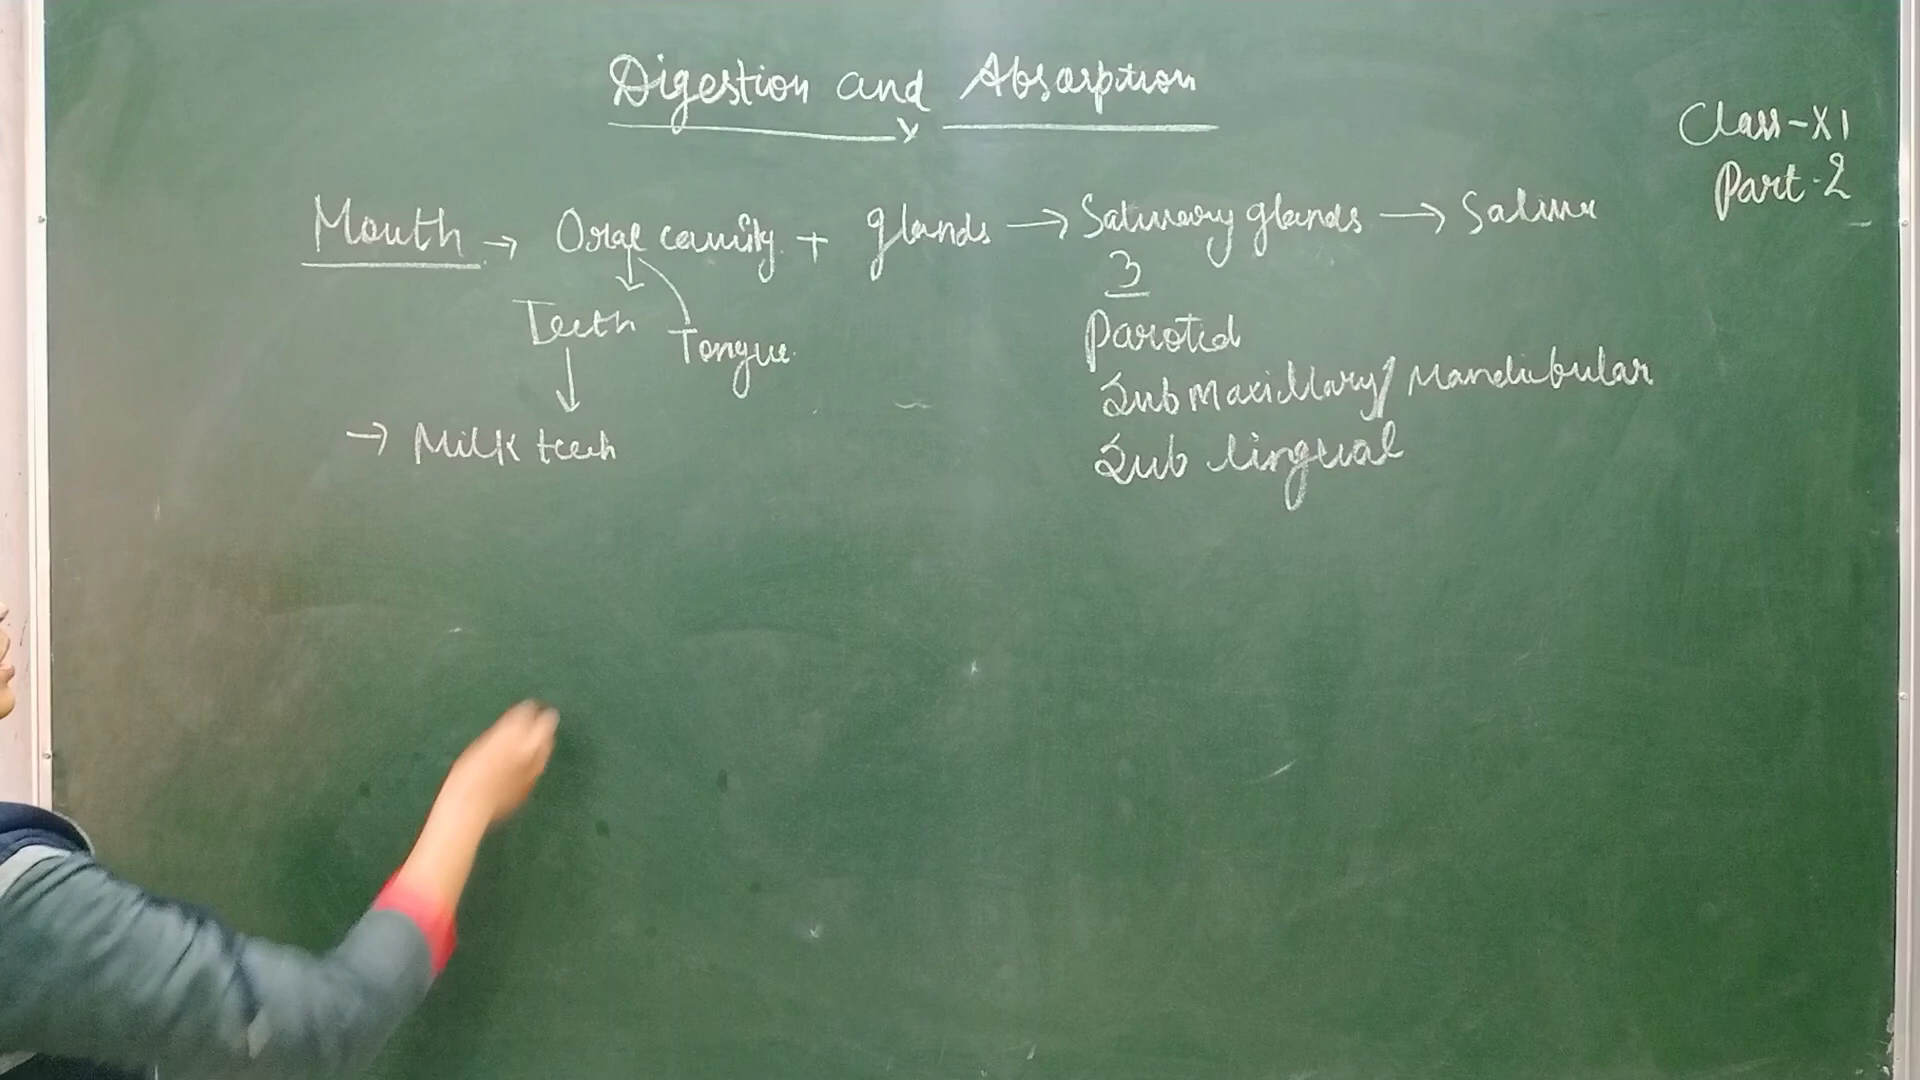 Digestion and Absorption
Class-XI
Part-2
Mouth → Oral cavity + glands → Salivary glands → Saliva
3
Teeth
Tongue
Parotid
Sub Maxillary/Mandibular
→ Milk teeth
Sub lingual